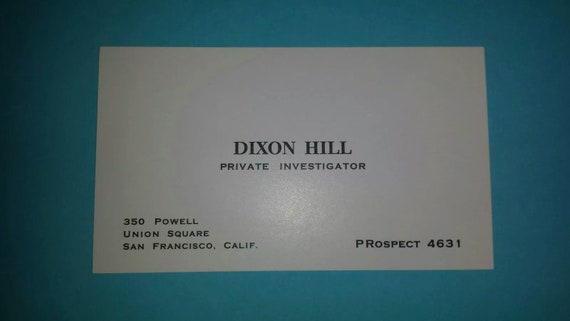 DIXON HILL
PRIVATE INVESTIGATOR
350 POWELL
UNION SQUARE
SAN FRANCISCO, CALIF.
PROSPECT 4631